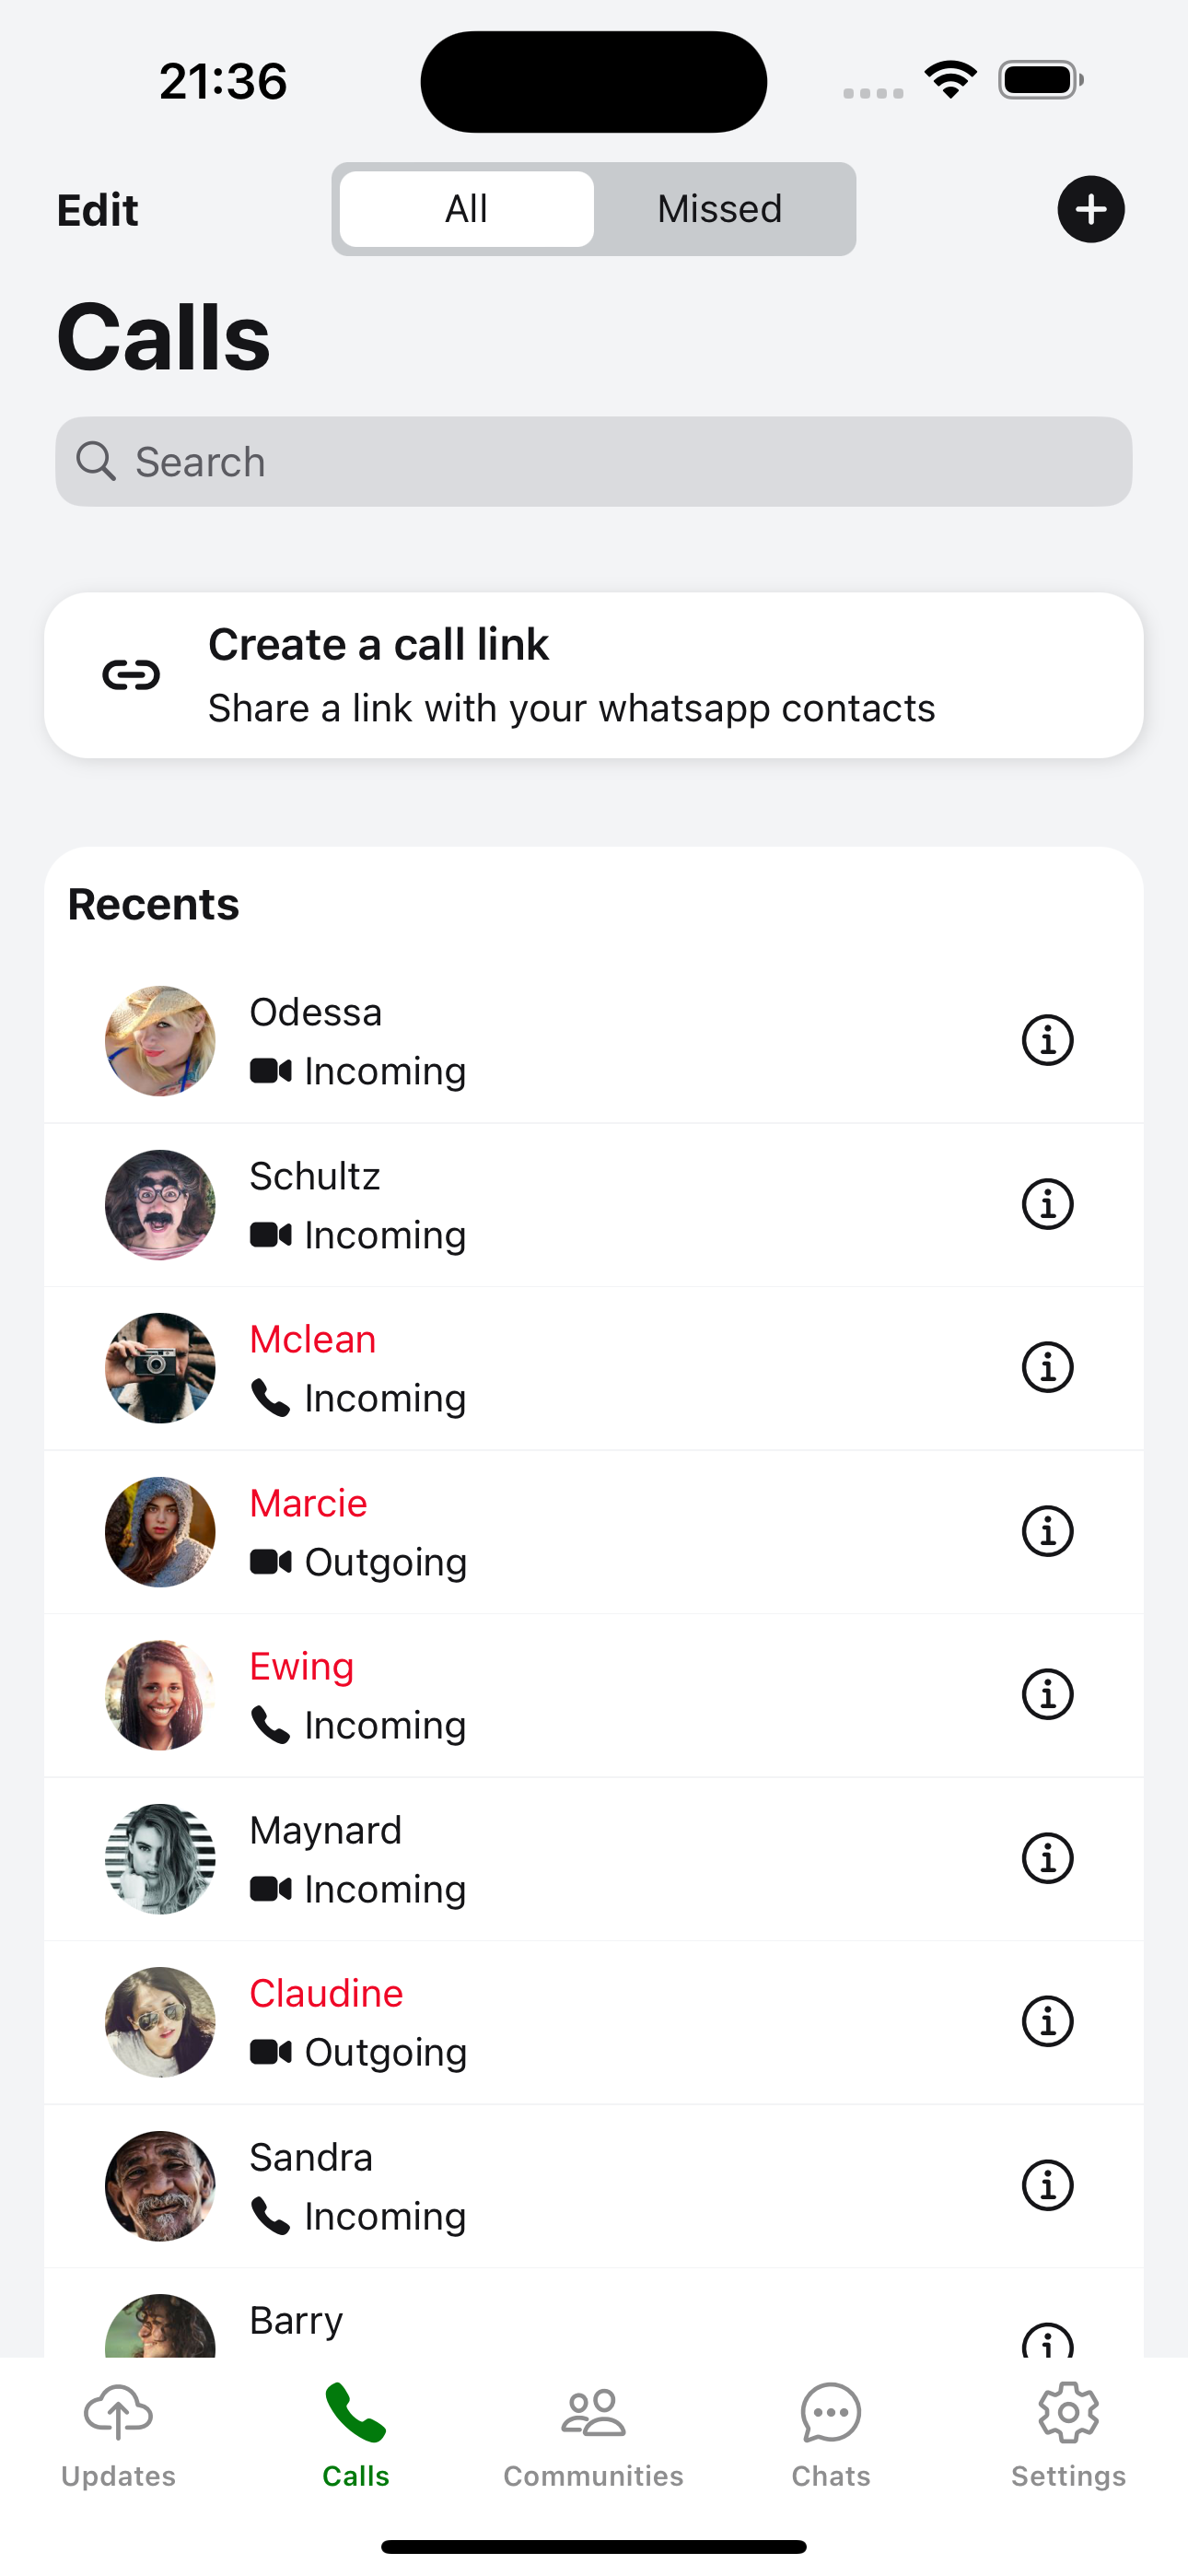 21:36
Edit
All
Missed
Calls
Search
Create a call link
Share a link with your whatsapp contacts
Recents
Odessa
Incoming
Schultz
Incoming
Mclean
Incoming
Marcie
Outgoing
Ewing
Incoming
Maynard
Incoming
Claudine
Outgoing
Sandra
Incoming
Barry
Updates
Calls
Communities
Chats
Settings